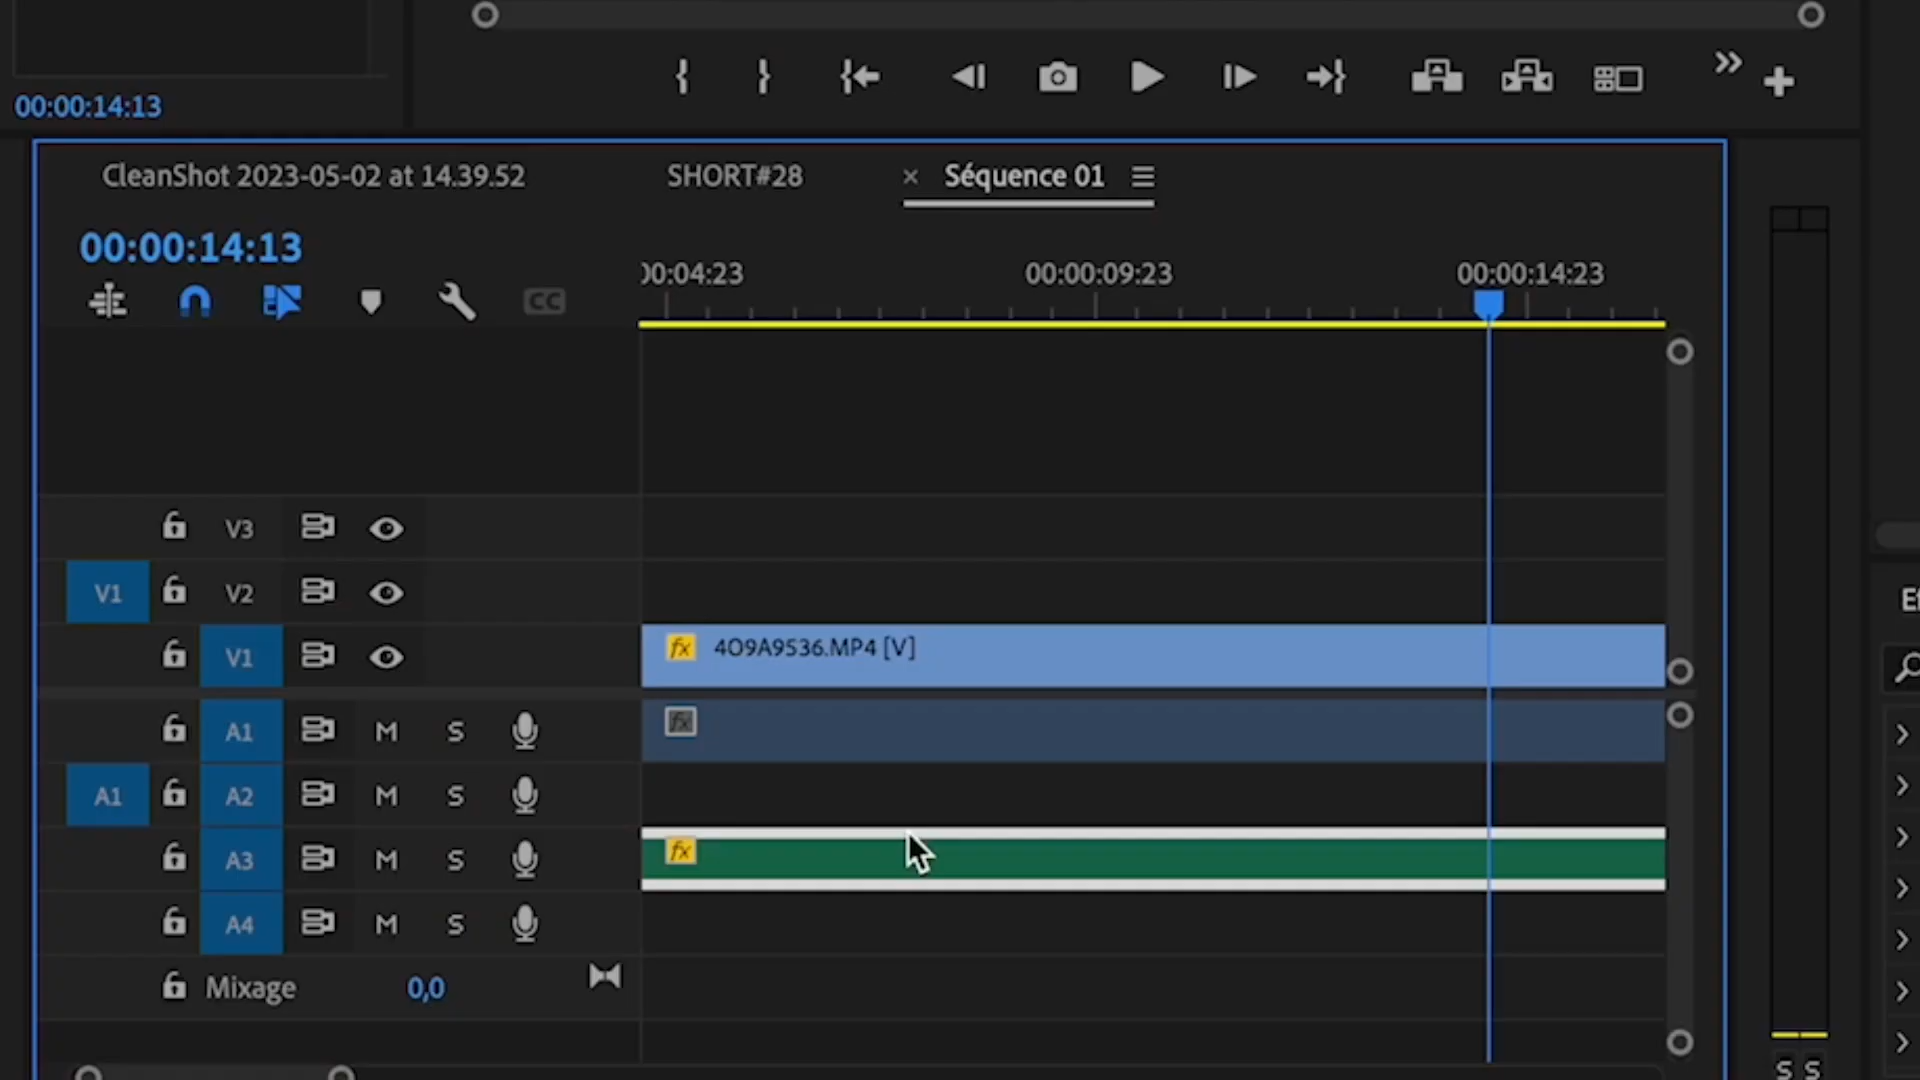 00:00:14:13
CleanShot 2023-05-02 at 14.39.52 SHORT#28 × Séquence 01
00:00:14:13
00:04:23 00:00:09:23 00:00:14:23
CC
V3
V1 V2
V1 fx 4O9A9536.MP4 [V]
A1 M S fx
A1 A2 M S
A3 M S fx
A4 M S
Mixage 0,0
S S